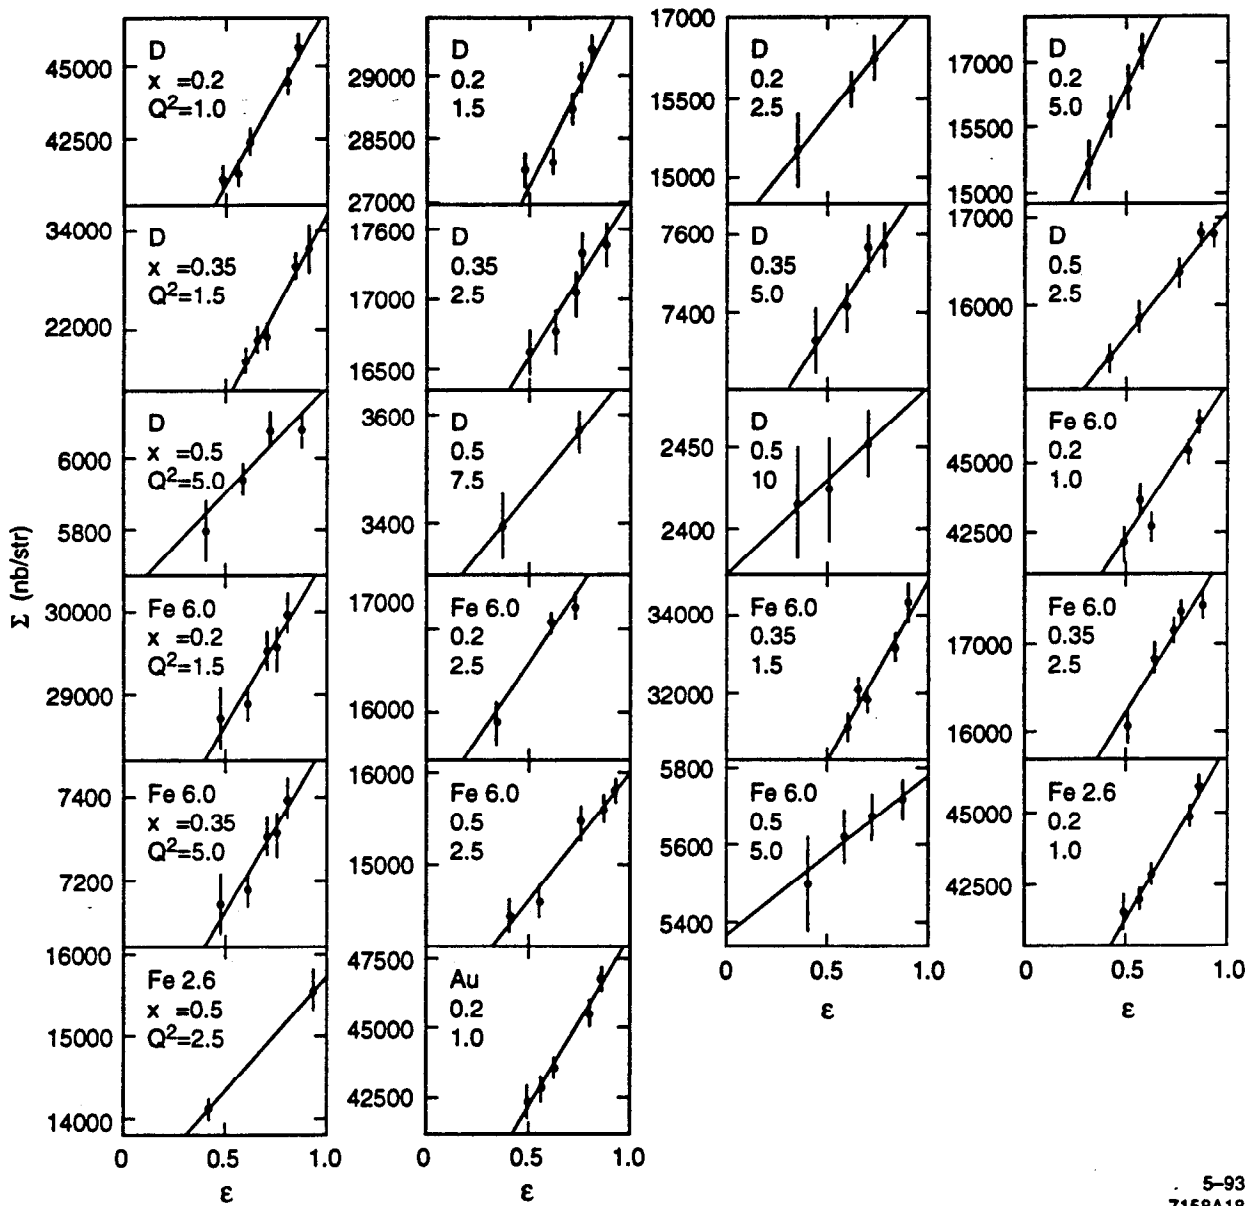 D
x =0.2
Q²=1.0
45000
42500
D
0.2
1.5
29000
28500
27000
D
0.2
2.5
17000
15500
15000
D
0.2
5.0
17000
15500
15000
D
x =0.35
Q²=1.5
34000
22000
D
0.35
2.5
17600
17000
16500
D
0.35
5.0
7600
7400
D
0.5
2.5
17000
16000
D
x =0.5
Q²=5.0
6000
5800
D
0.5
7.5
3600
3400
D
0.5
10
2450
2400
Fe 6.0
0.2
1.0
45000
42500
Σ (nb/str)
Fe 6.0
x =0.2
Q²=1.5
30000
29000
Fe 6.0
0.2
2.5
17000
16000
Fe 6.0
0.35
1.5
34000
32000
Fe 6.0
0.35
2.5
17000
16000
Fe 6.0
x =0.35
Q²=5.0
7400
7200
Fe 6.0
0.5
2.5
16000
15000
Fe 6.0
0.5
5.0
5800
5600
5400
0 0.5 1.0
ε
Fe 2.6
0.2
1.0
45000
42500
0 0.5 1.0
ε
Fe 2.6
x =0.5
Q²=2.5
16000
15000
14000
0 0.5 1.0
ε
Au
0.2
1.0
47500
45000
42500
0 0.5 1.0
ε
5–93